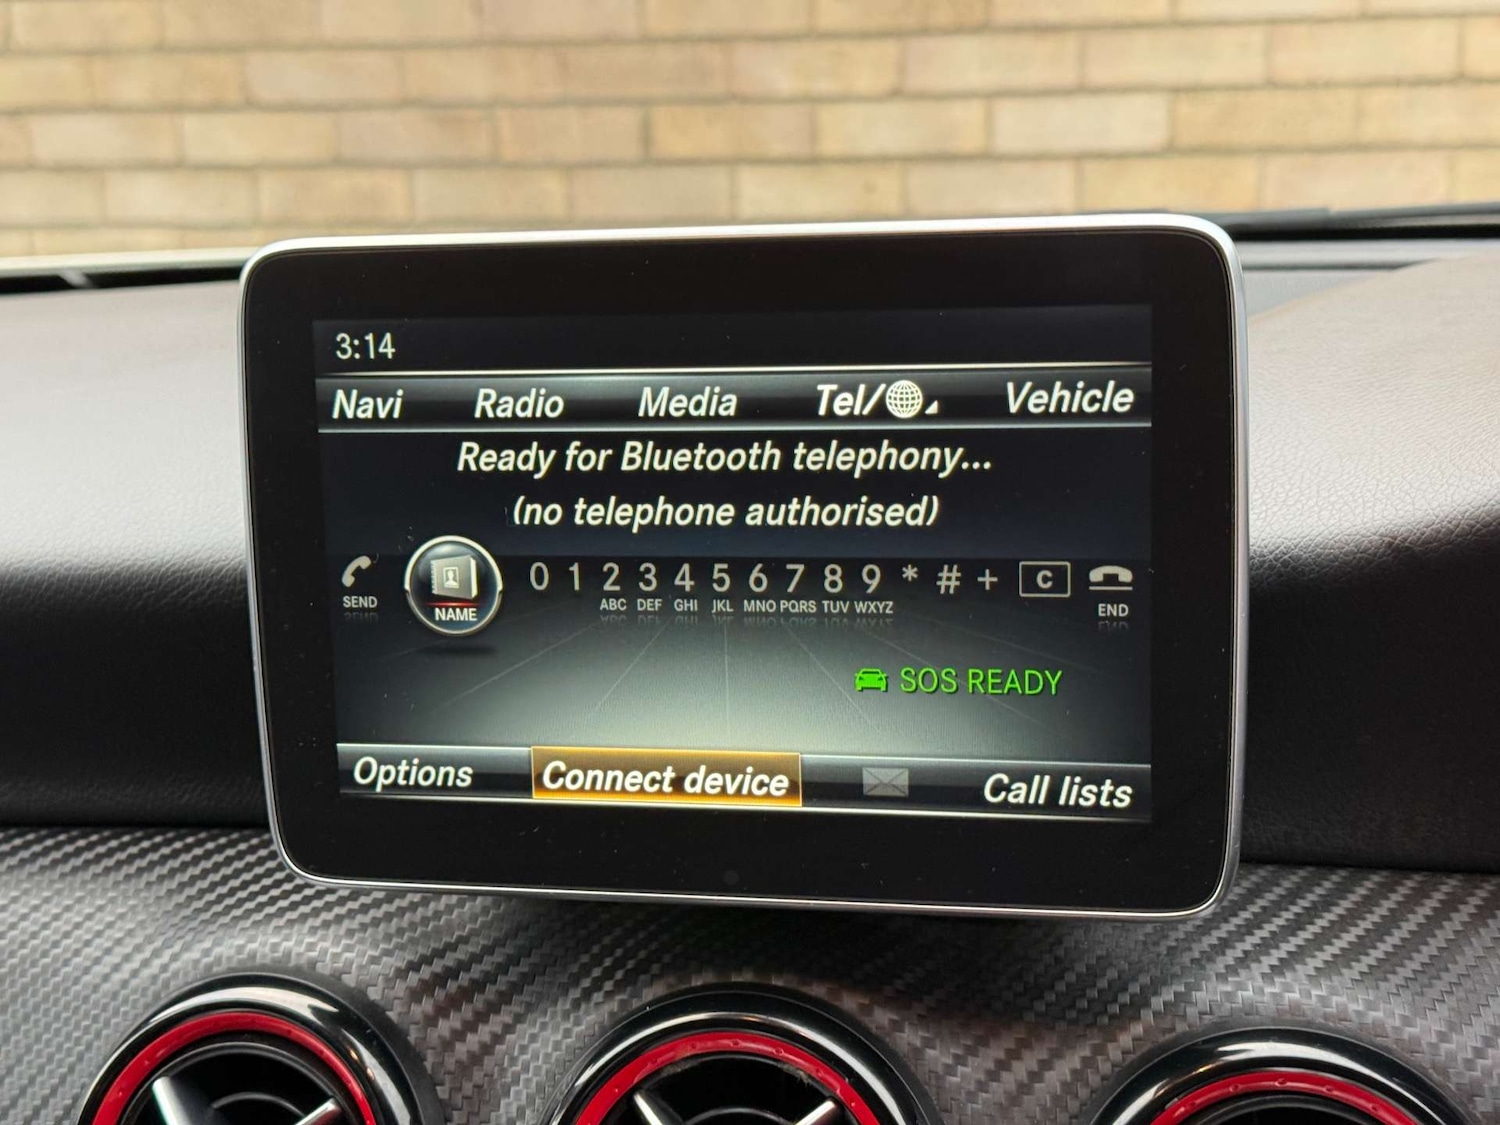 3:14
Navi Radio Media Tel/ Vehicle
Ready for Bluetooth telephony...
(no telephone authorised)
0 1 2 3 4 5 6 7 8 9 * # + C
SEND NAME ABC DEF GHI JKL MNO PQRS TUV WXYZ END
SOS READY
Options Connect device Call lists